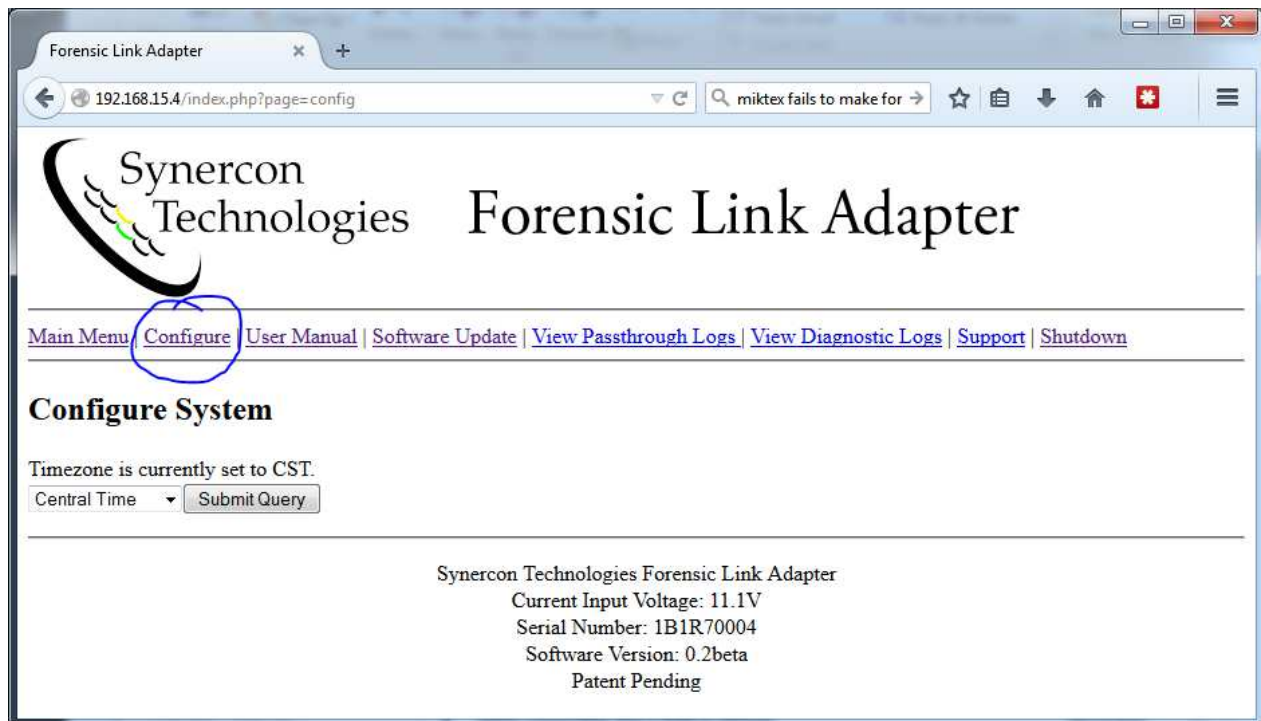 Forensic Link Adapter
192.168.15.4/index.php?page=config
miktex fails to make for
Synercon
Technologies
Forensic Link Adapter
Main Menu | Configure | User Manual | Software Update | View Passthrough Logs | View Diagnostic Logs | Support | Shutdown
Configure System
Timezone is currently set to CST.
Central Time Submit Query
Synercon Technologies Forensic Link Adapter
Current Input Voltage: 11.1V
Serial Number: 1B1R70004
Software Version: 0.2beta
Patent Pending